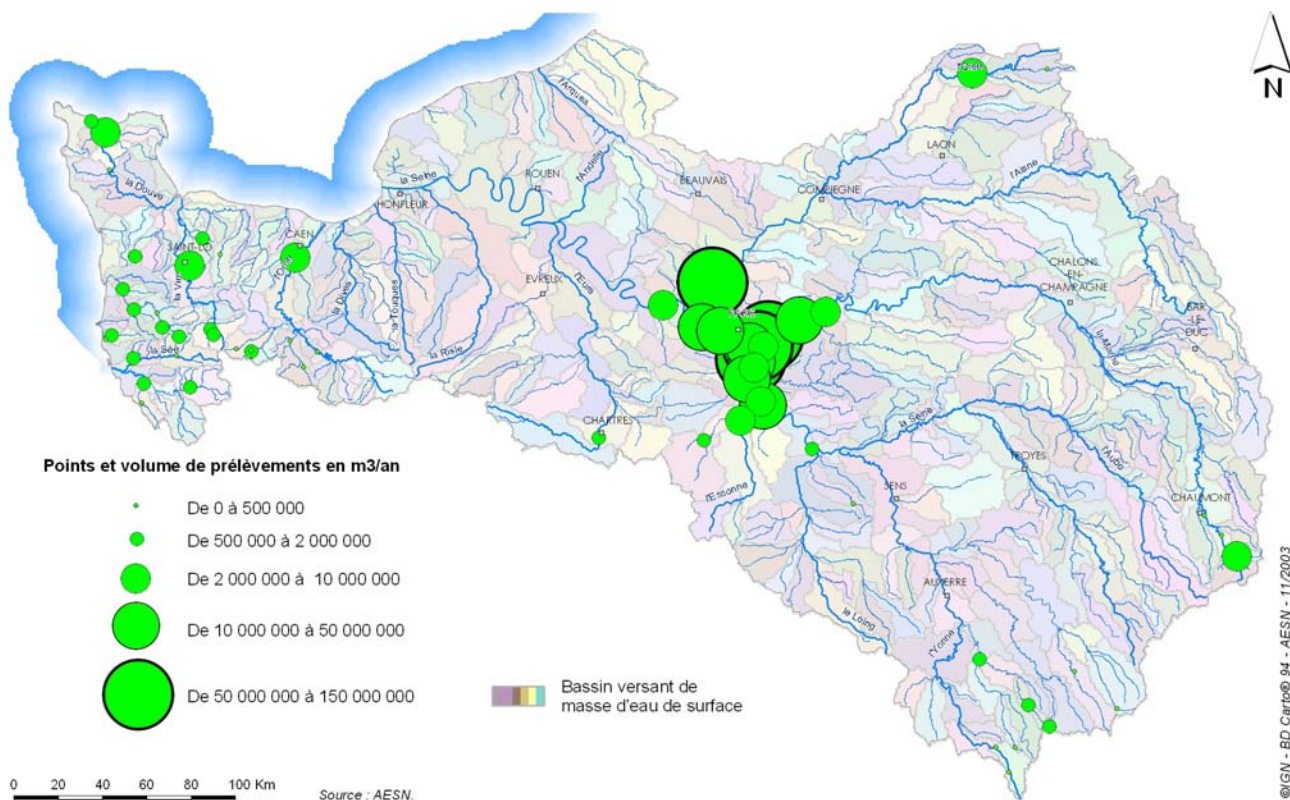 N
l'Oise
l'Arques
LAON
la Douve
la Seine
ROUEN
l'Andelle
BEAUVAIS
COMPIEGNE
l'Aisne
HONFLEUR
CAEN
SAINT-LO
la Vire
l'Orne
la Dives
la Touques
EVREUX
l'Eure
CHALONS-
EN-
CHAMPAGNE
BAR-
LE-
DUC
PARIS
la Sée
la Risle
la Marne
CHARTRES
la Seine
TROYES
l'Aube
l'Essonne
SENS
CHAUMONT
AUXERRE
le Loing
l'Yonne
Points et volume de prélèvements en m3/an
De 0 à 500 000
De 500 000 à 2 000 000
De 2 000 000 à 10 000 000
De 10 000 000 à 50 000 000
De 50 000 000 à 150 000 000
Bassin versant de
masse d'eau de surface
0 20 40 60 80 100 Km
Source : AESN.
©IGN - BD Carto® 94 - AESN - 11/2003